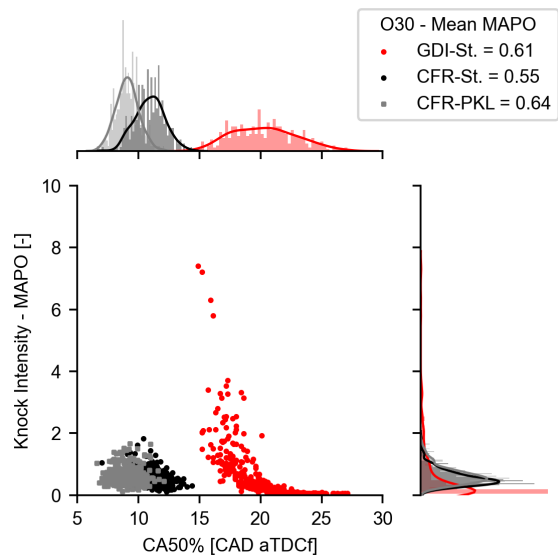 O30 - Mean MAPO
GDI-St. = 0.61
CFR-St. = 0.55
CFR-PKL = 0.64
10
8
6
4
2
0
Knock Intensity - MAPO [-]
5 10 15 20 25 30
CA50% [CAD aTDCf]